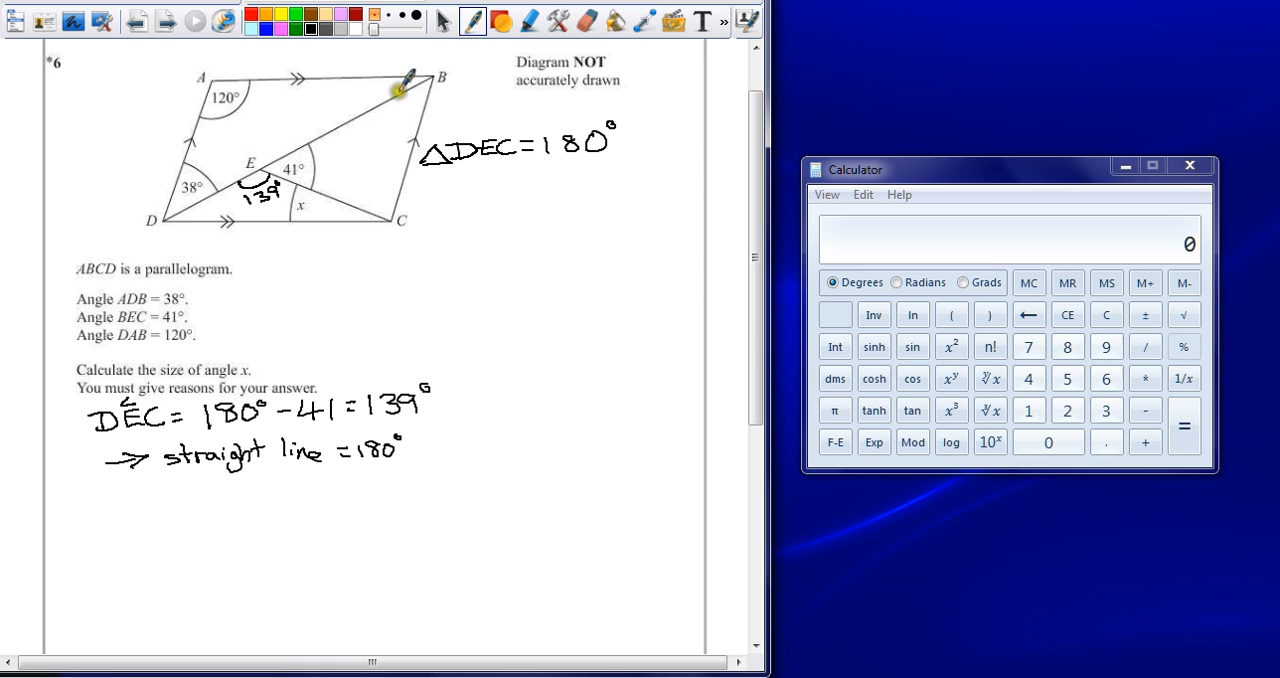 T »
*6
Diagram NOT
accurately drawn
A
B
120°
ΔDEC = 180°
E
41°
38°
139°
x
D
C
ABCD is a parallelogram.
Angle ADB = 38°.
Angle BEC = 41°.
Angle DAB = 120°.
Calculate the size of angle x.
You must give reasons for your answer.
DÊC = 180° - 41 = 139°
→ straight line = 180°
Calculator
View Edit Help
0
Degrees Radians Grads MC MR MS M+ M-
Inv ln ( ) ← CE C ± √
Int sinh sin x² n! 7 8 9 / %
dms cosh cos xʸ ʸ√x 4 5 6 * 1/x
π tanh tan x³ ³√x 1 2 3 - =
F-E Exp Mod log 10ˣ 0 . +